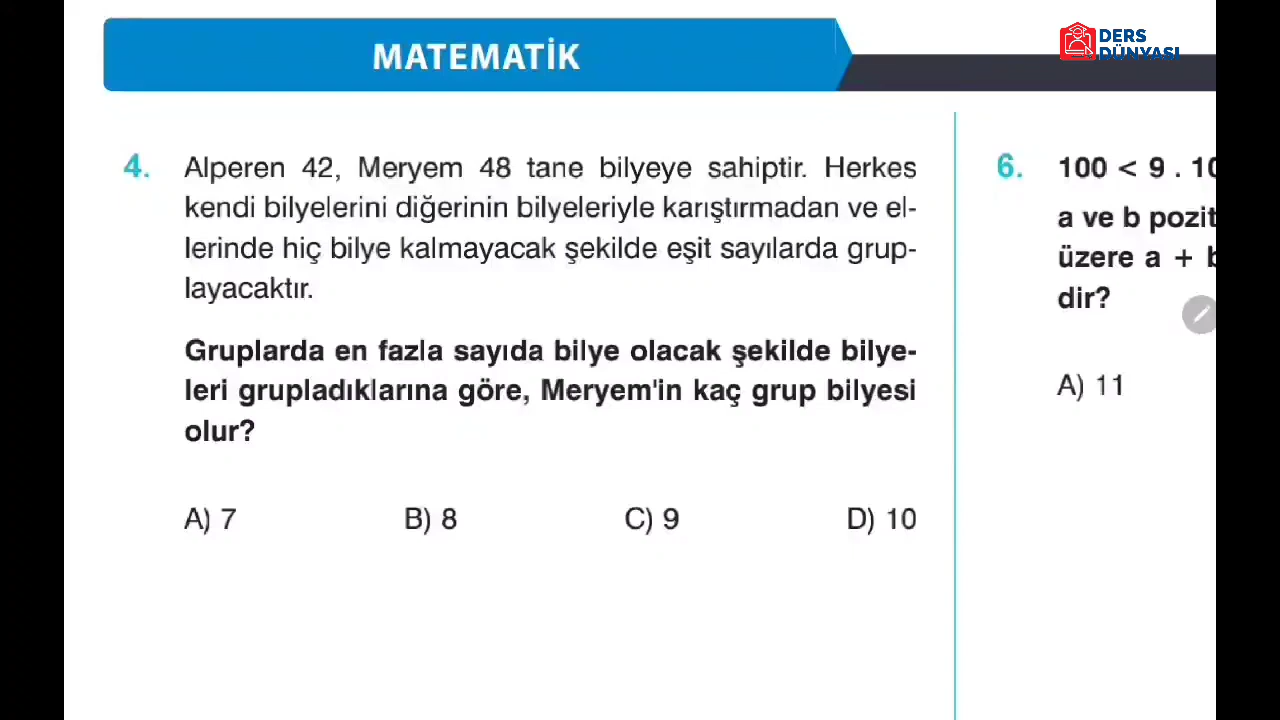 MATEMATİK
DERS
DÜNYASI
4. Alperen 42, Meryem 48 tane bilyeye sahiptir. Herkes
kendi bilyelerini diğerinin bilyeleriyle karıştırmadan ve el-
lerinde hiç bilye kalmayacak şekilde eşit sayılarda grup-
layacaktır.
Gruplarda en fazla sayıda bilye olacak şekilde bilye-
leri grupladıklarına göre, Meryem'in kaç grup bilyesi
olur?
A) 7 B) 8 C) 9 D) 10
6. 100 < 9 . 10
a ve b pozit
üzere a + b
dir?
A) 11